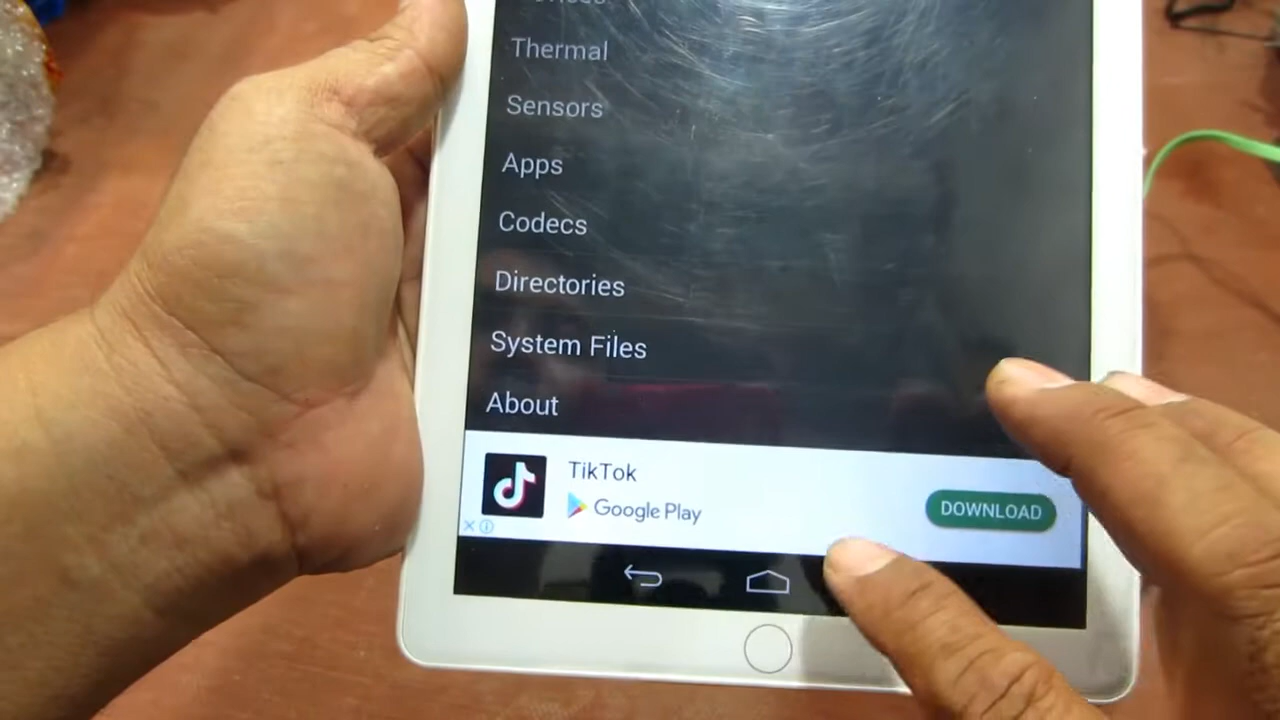 Thermal
Sensors
Apps
Codecs
Directories
System Files
About
TikTok
Google Play
DOWNLOAD